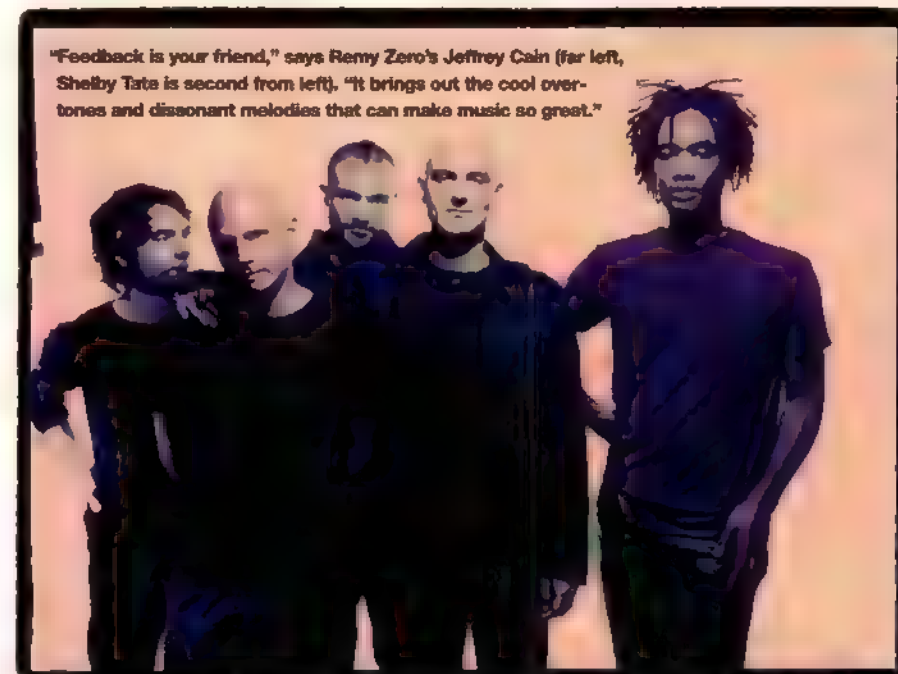 "Feedback is your friend," says Remy Zero's Jeffrey Cain (far left,
Shelby Tate is second from left). "It brings out the cool over-
tones and dissonant melodies that can make music so great."